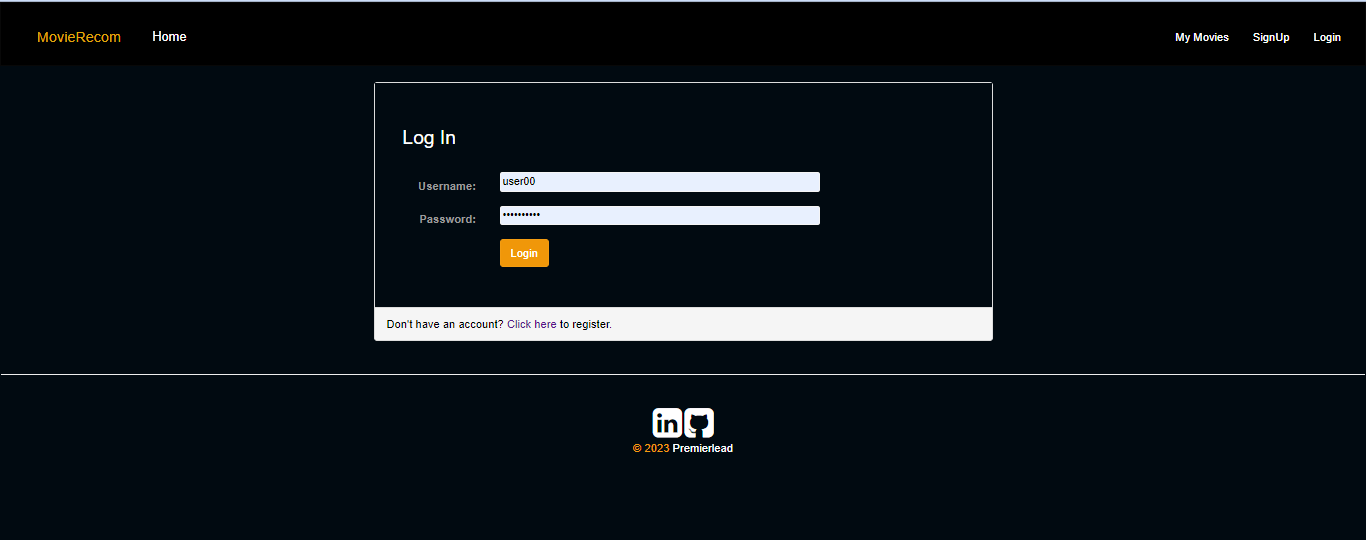 MovieRecom Home My Movies SignUp Login
Log In
Username: user00
Password: ••••••••••
Login
Don't have an account? Click here to register.
in
© 2023 Premierlead